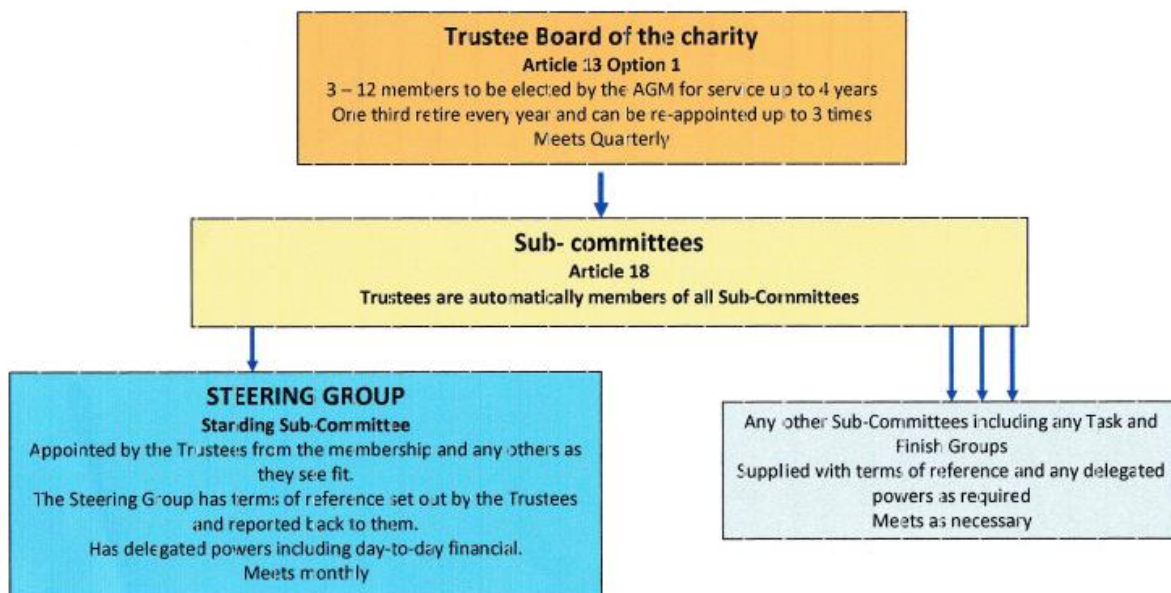 Trustee Board of the charity
Article 13 Option 1
3 – 12 members to be elected by the AGM for service up to 4 years
One third retire every year and can be re-appointed up to 3 times
Meets Quarterly
Sub- committees
Article 18
Trustees are automatically members of all Sub-Committees
STEERING GROUP
Standing Sub-Committee
Appointed by the Trustees from the membership and any others as
they see fit.
The Steering Group has terms of reference set out by the Trustees
and reported back to them.
Has delegated powers including day-to-day financial.
Meets monthly
Any other Sub-Committees including any Task and
Finish Groups
Supplied with terms of reference and any delegated
powers as required
Meets as necessary